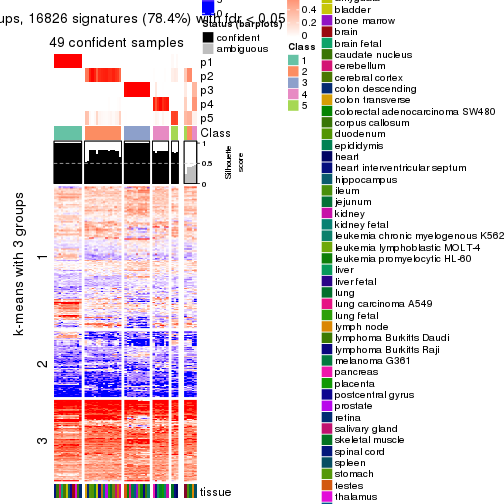 ups, 16826 signatures (78.4%) with fdr < 0.05
49 confident samples
p1
p2
p3
p4
p5
Class
1
0.5
0
Silhouette
score
k-means with 3 groups
1
2
3
tissue
0
Status (barplots)
confident
ambiguous
0.4
0.2
0
Class
1
2
3
4
5
bladder
bone marrow
brain
brain fetal
caudate nucleus
cerebellum
cerebral cortex
colon descending
colon transverse
colorectal adenocarcinoma SW480
corpus callosum
duodenum
epididymis
heart
heart interventricular septum
hippocampus
ileum
jejunum
kidney
kidney fetal
leukemia chronic myelogenous K562
leukemia lymphoblastic MOLT-4
leukemia promyelocytic HL-60
liver
liver fetal
lung
lung carcinoma A549
lung fetal
lymph node
lymphoma Burkitts Daudi
lymphoma Burkitts Raji
melanoma G361
pancreas
placenta
postcentral gyrus
prostate
retina
salivary gland
skeletal muscle
spinal cord
spleen
stomach
testes
thalamus